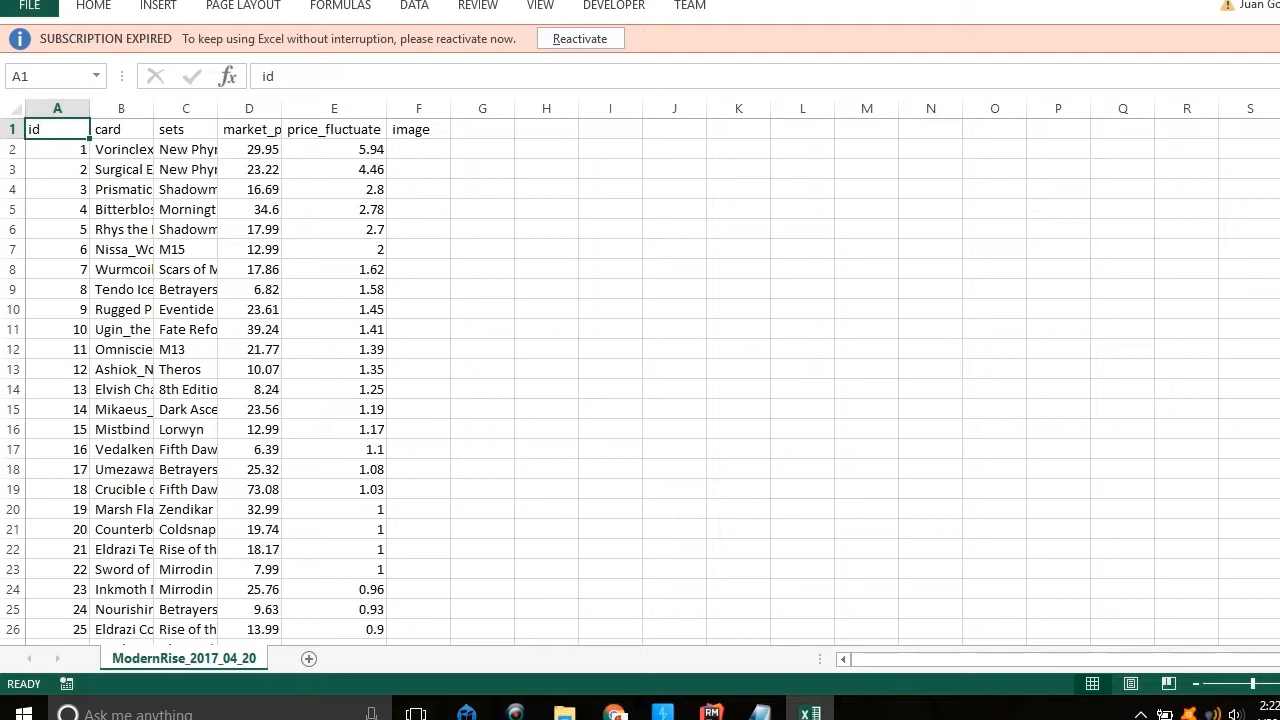 FILE HOME INSERT PAGE LAYOUT FORMULAS DATA REVIEW VIEW DEVELOPER TEAM Juan Go
SUBSCRIPTION EXPIRED To keep using Excel without interruption, please reactivate now. Reactivate
A1 fx id
A B C D E F G H I J K L M N O P Q R S
1 id card sets market_p price_fluctuate image
2 1 Vorinclex New Phyr 29.95 5.94
3 2 Surgical E New Phyr 23.22 4.46
4 3 Prismatic Shadowm 16.69 2.8
5 4 Bitterblos Morningt 34.6 2.78
6 5 Rhys the Shadowm 17.99 2.7
7 6 Nissa_Wo M15 12.99 2
8 7 Wurmcoil Scars of M 17.86 1.62
9 8 Tendo Ice Betrayers 6.82 1.58
10 9 Rugged P Eventide 23.61 1.45
11 10 Ugin_the Fate Refo 39.24 1.41
12 11 Omniscie M13 21.77 1.39
13 12 Ashiok_N Theros 10.07 1.35
14 13 Elvish Cha 8th Editio 8.24 1.25
15 14 Mikaeus_ Dark Asce 23.56 1.19
16 15 Mistbind Lorwyn 12.99 1.17
17 16 Vedalken Fifth Daw 6.39 1.1
18 17 Umezawa Betrayers 25.32 1.08
19 18 Crucible o Fifth Daw 73.08 1.03
20 19 Marsh Fla Zendikar 32.99 1
21 20 Counterb Coldsnap 19.74 1
22 21 Eldrazi Te Rise of th 18.17 1
23 22 Sword of Mirrodin 7.99 1
24 23 Inkmoth Mirrodin 25.76 0.96
25 24 Nourishin Betrayers 9.63 0.93
26 25 Eldrazi Co Rise of th 13.99 0.9
ModernRise_2017_04_20
READY
Ask me anything RM 2:22